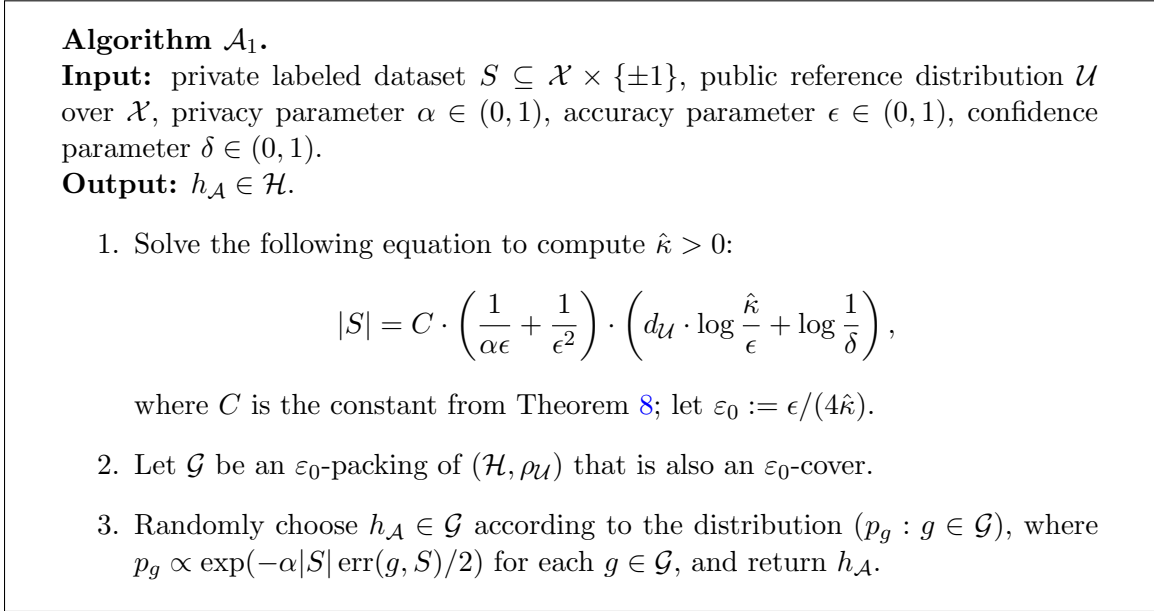 Algorithm 𝒜₁.
Input: private labeled dataset S ⊆ 𝒳 × {±1}, public reference distribution 𝒰
over 𝒳, privacy parameter α ∈ (0, 1), accuracy parameter ϵ ∈ (0, 1), confidence
parameter δ ∈ (0, 1).
Output: h_𝒜 ∈ ℋ.
1. Solve the following equation to compute κ̂ > 0:
|S| = C · (1/(αϵ) + 1/ϵ²) · (d_𝒰 · log κ̂/ϵ + log 1/δ),
where C is the constant from Theorem 8; let ε₀ := ϵ/(4κ̂).
2. Let 𝒢 be an ε₀-packing of (ℋ, ρ_𝒰) that is also an ε₀-cover.
3. Randomly choose h_𝒜 ∈ 𝒢 according to the distribution (p_g : g ∈ 𝒢), where
p_g ∝ exp(−α|S| err(g, S)/2) for each g ∈ 𝒢, and return h_𝒜.